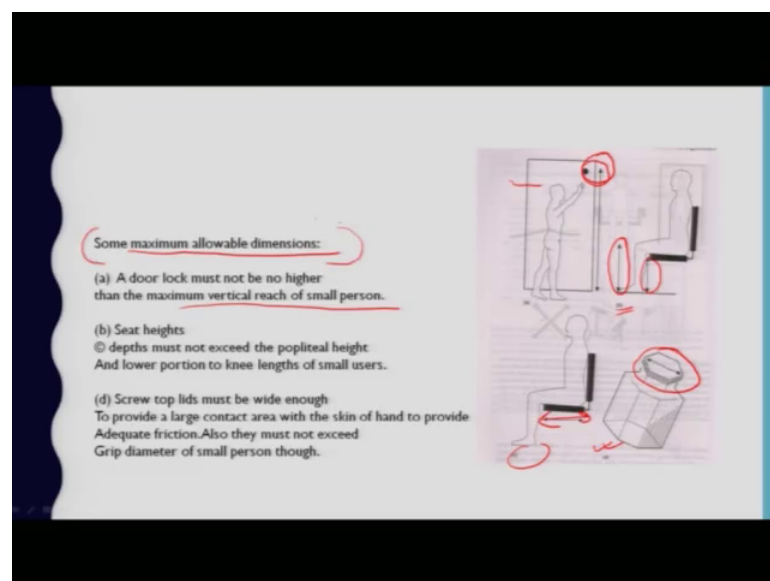 Some maximum allowable dimensions:
(a) A door lock must not be no higher
than the maximum vertical reach of small person.
(b) Seat heights
© depths must not exceed the popliteal height
And lower portion to knee lengths of small users.
(d) Screw top lids must be wide enough
To provide a large contact area with the skin of hand to provide
Adequate friction.Also they must not exceed
Grip diameter of small person though.